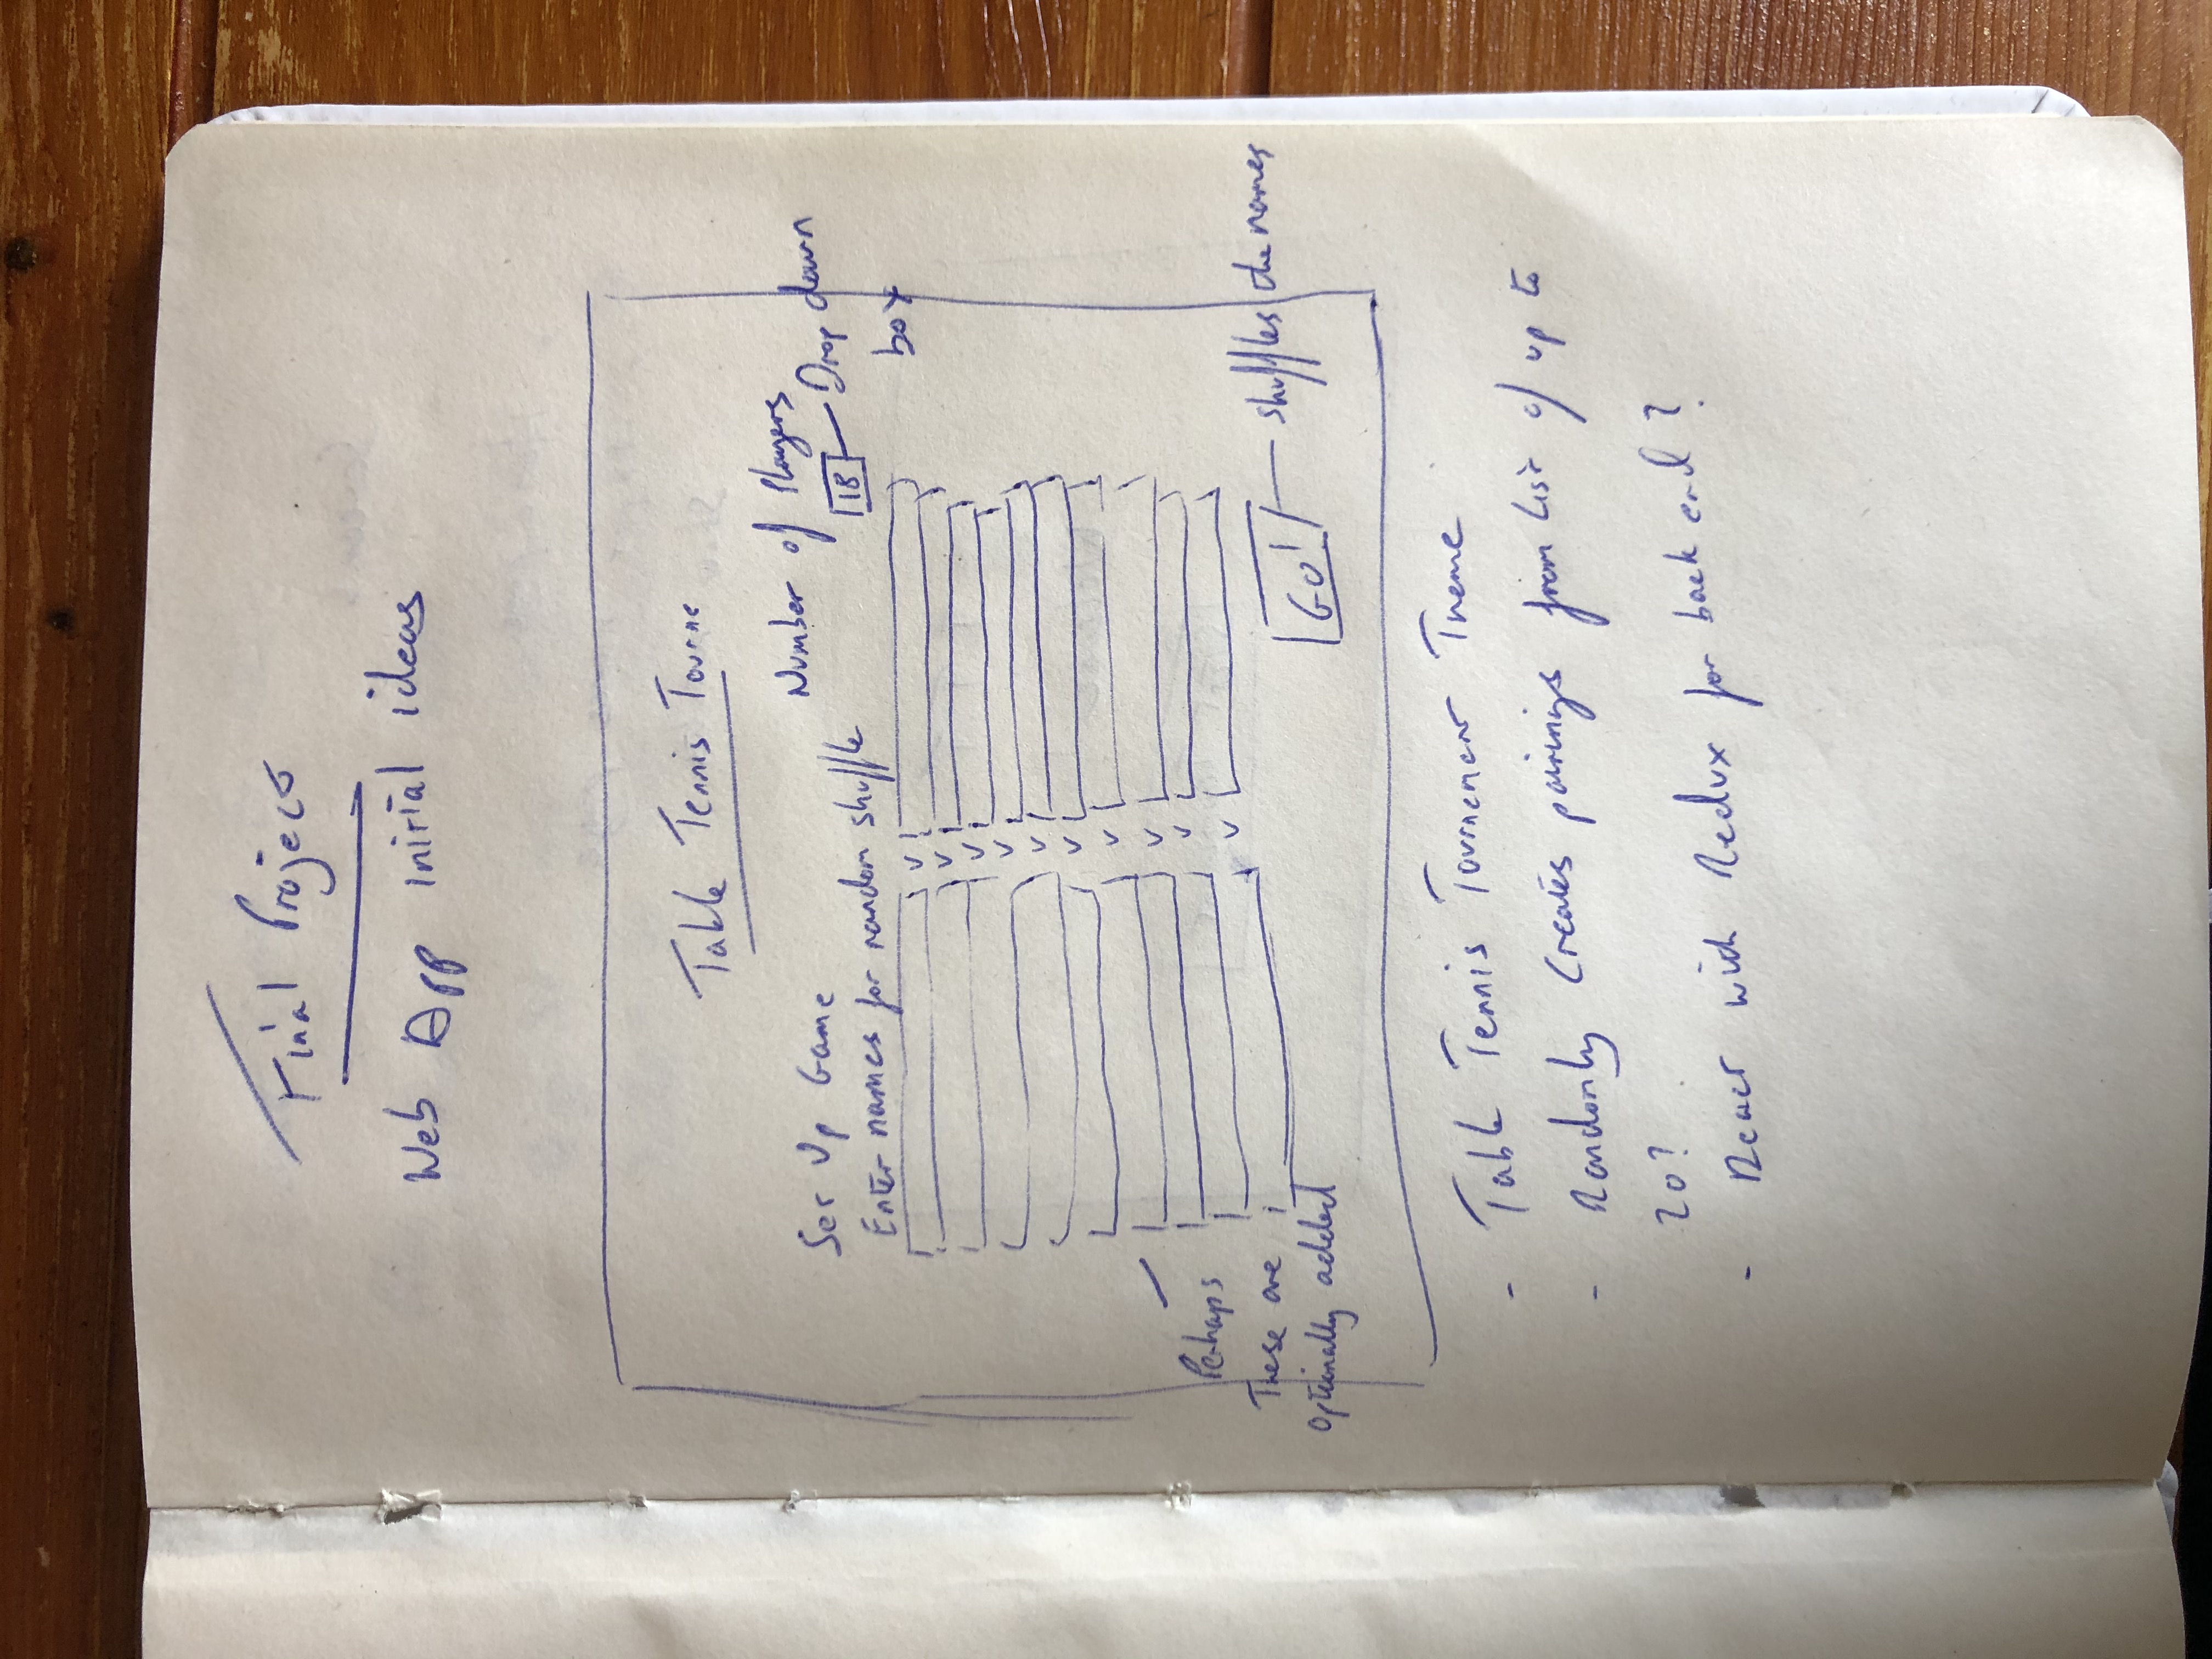 Final Project
Web App initial ideas
Table Tennis Tourne
Number of Players
Set Up Game
18
Drop down
box
Enter names for random shuffle
v
v
v
v
v
v
v
v
v
v
Perhaps
These are
optionally added
GO!
shuffles the names
- Table Tennis Tournement Theme
- Randomly Creates pairings from list of up to
20?
- React with Redux for back end?